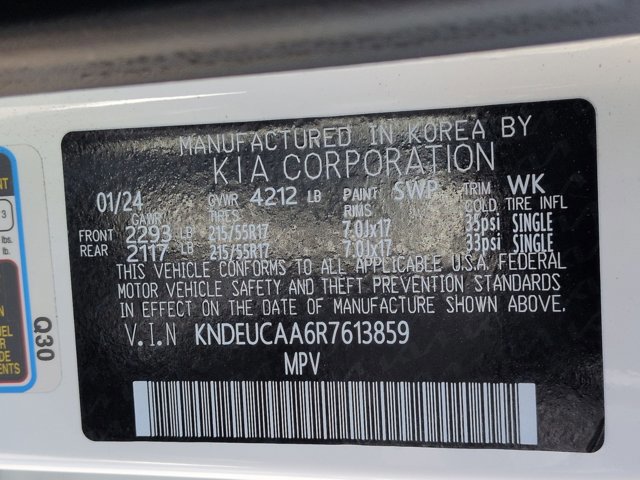 MANUFACTURED IN KOREA BY
KIA CORPORATION
01/24 GVWR 4212 LB PAINT SWP TRIM WK
GAWR TIRES RIMS COLD TIRE INFL
FRONT 2293 LB 215/55R17 7.0Jx17 35psi SINGLE
REAR 2117 LB 215/55R17 7.0Jx17 33psi SINGLE
THIS VEHICLE CONFORMS TO ALL APPLICABLE U.S.A. FEDERAL
MOTOR VEHICLE SAFETY AND THEFT PREVENTION STANDARDS
IN EFFECT ON THE DATE OF MANUFACTURE SHOWN ABOVE.
V.I.N KNDEUCAA6R7613859
MPV
Q30
3
lbs.